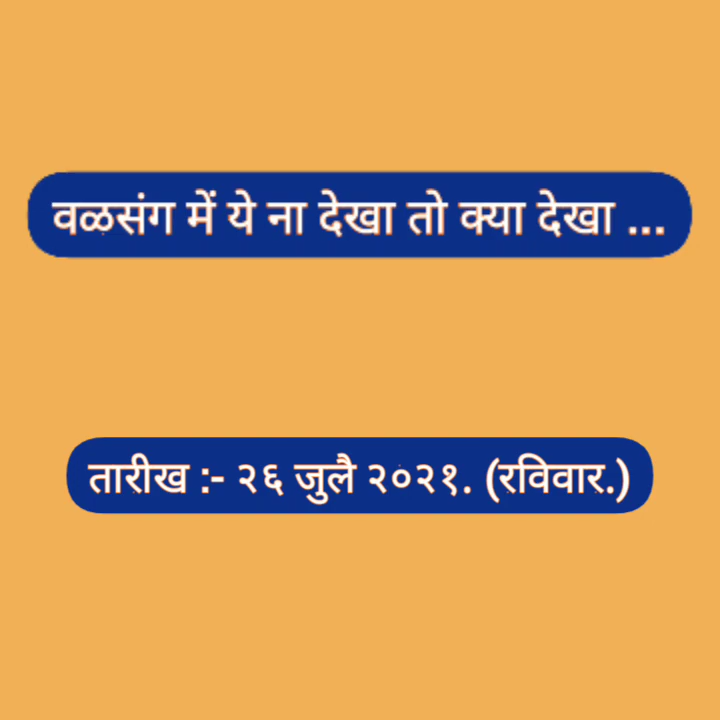 वळसंग में ये ना देखा तो क्या देखा ...
तारीख :- २६ जुलै २०२१. (रविवार.)